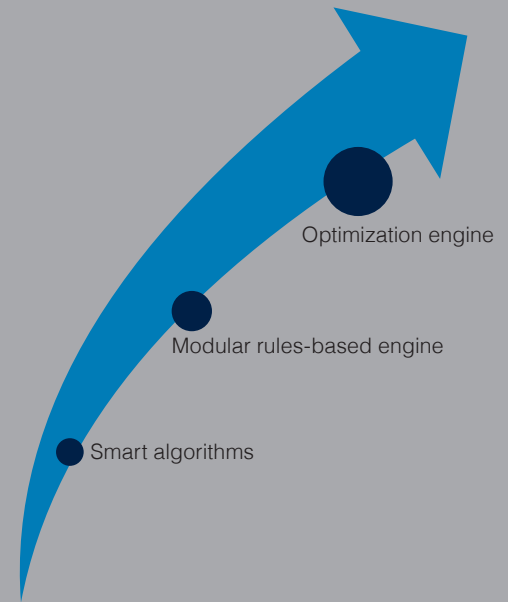 Optimization engine
Modular rules-based engine
Smart algorithms